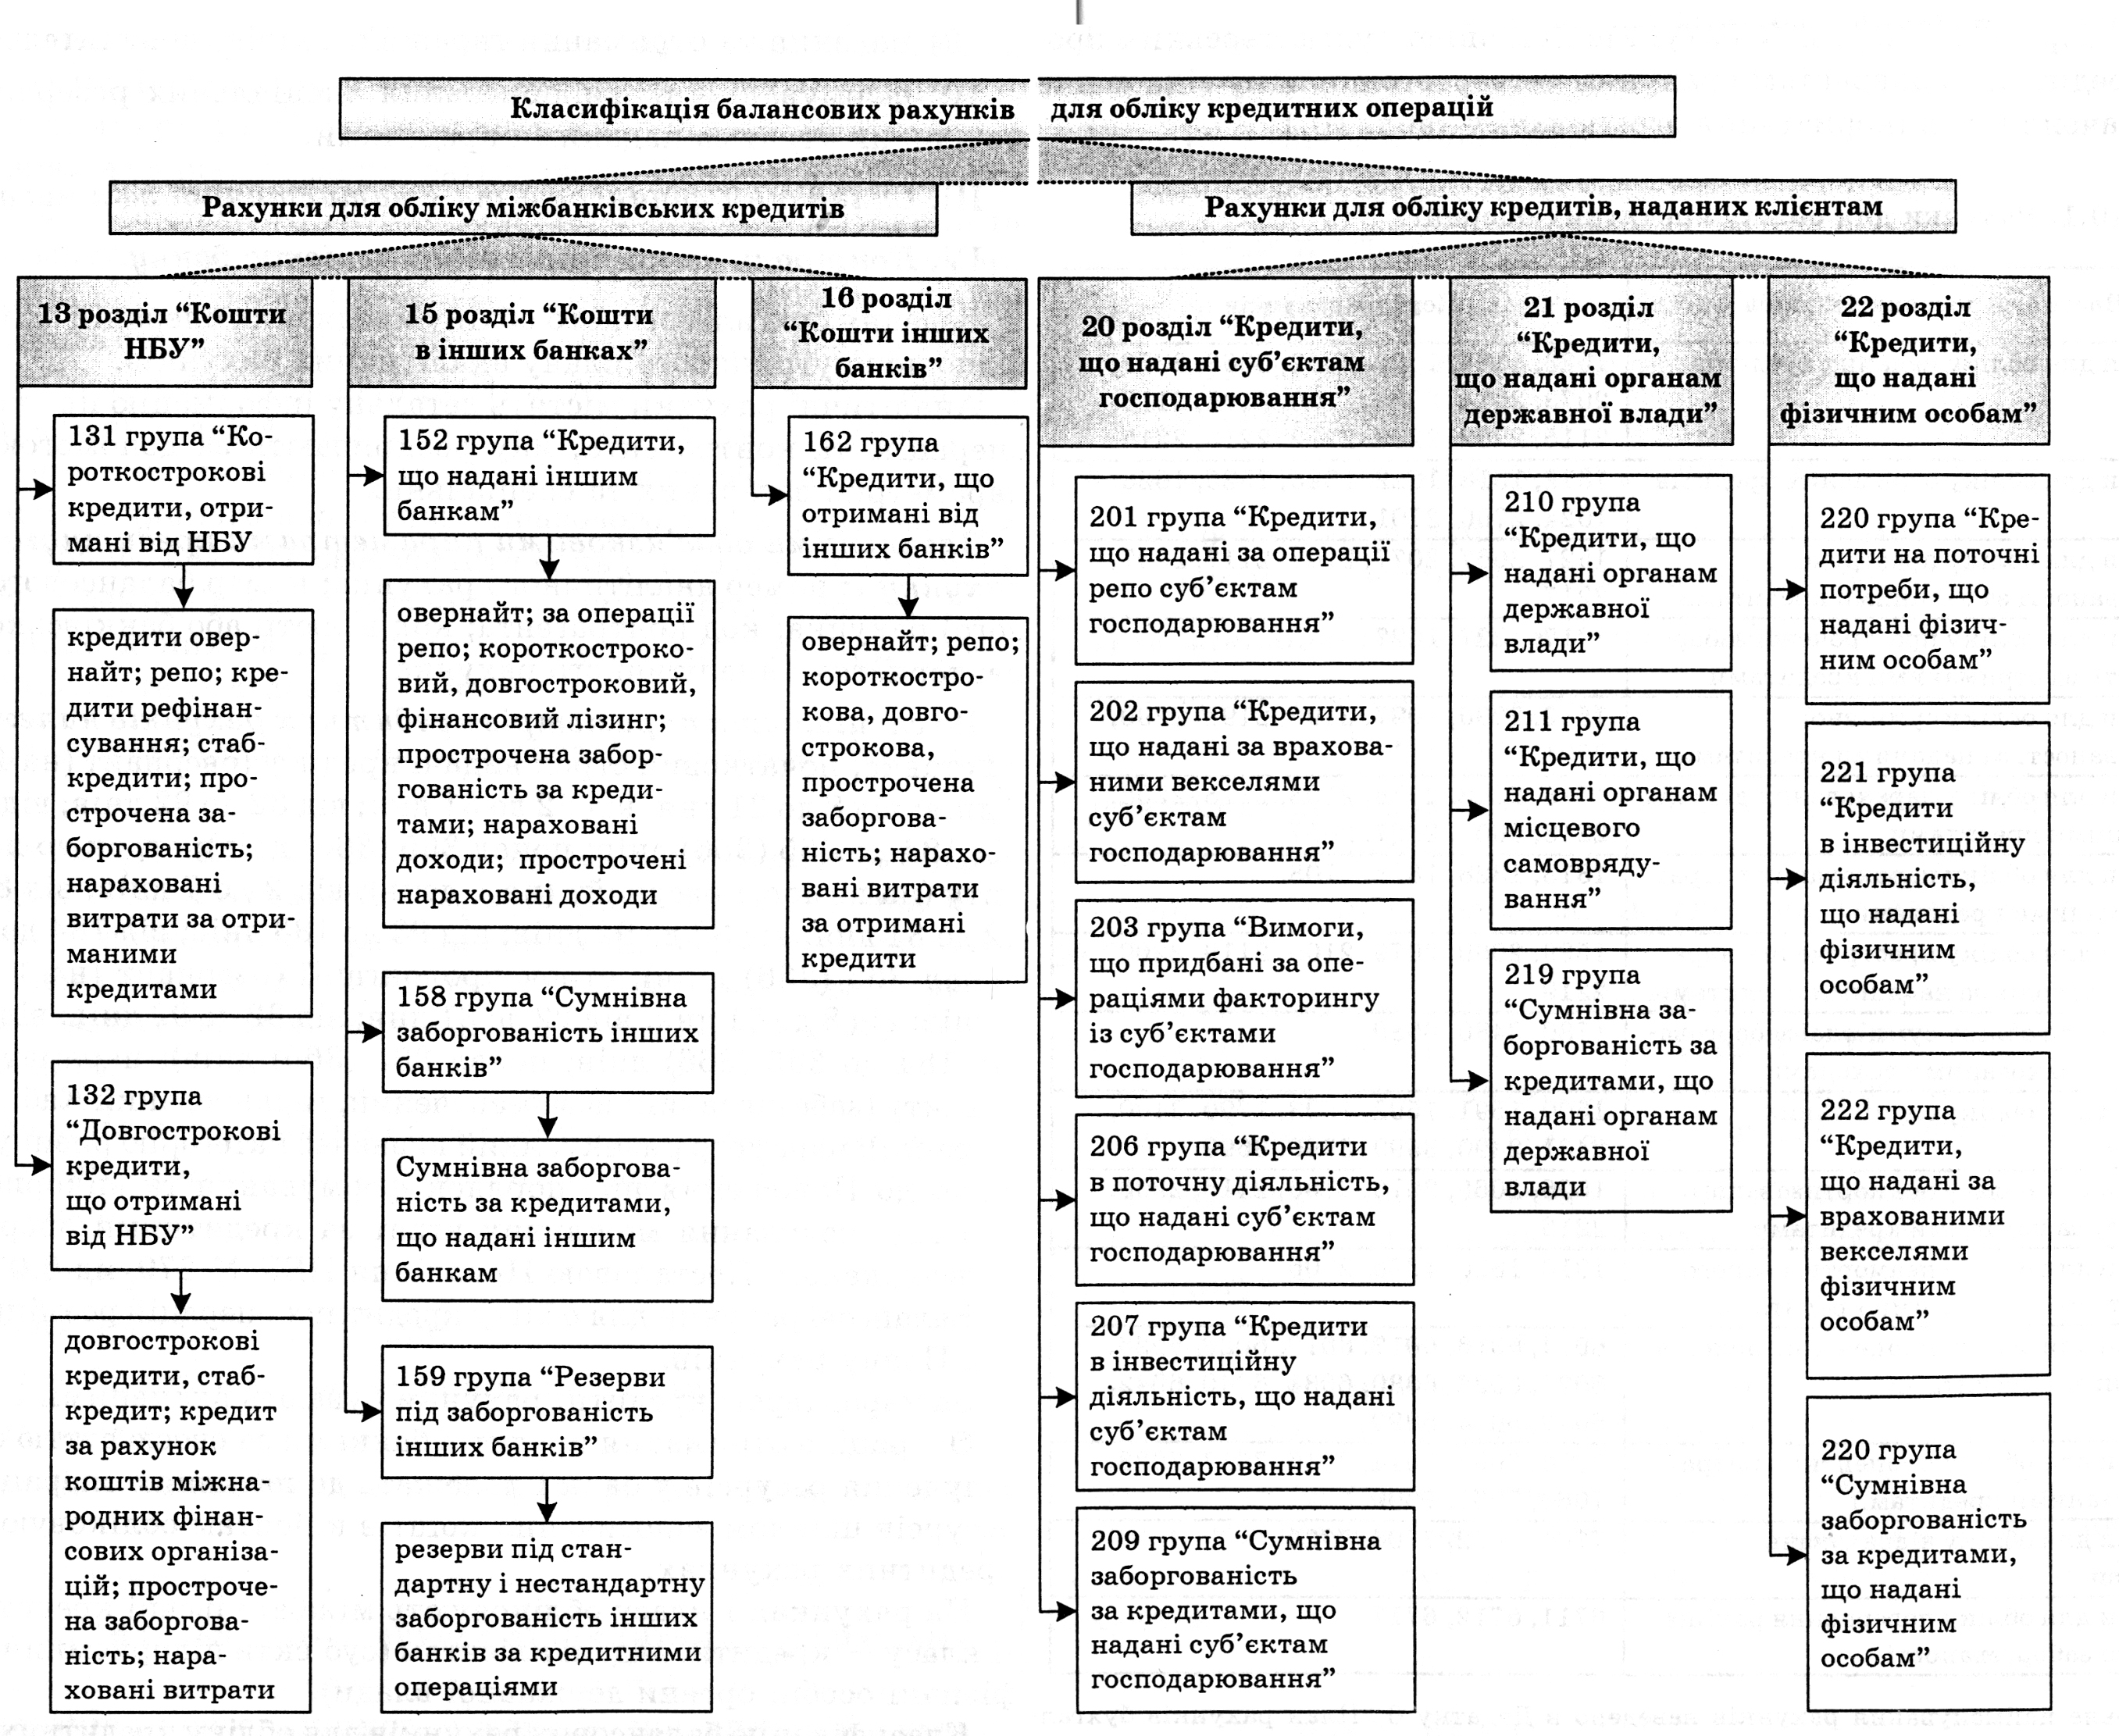 Класифікація балансових рахунків для обліку кредитних операцій
Рахунки для обліку міжбанківських кредитів
Рахунки для обліку кредитів, наданих клієнтам
13 розділ “Кошти
НБУ”
131 група “Ко-
роткострокові
кредити, отри-
мані від НБУ
кредити овер-
найт; репо; кре-
дити рефінан-
сування; стаб-
кредити; про-
строчена за-
боргованість;
нараховані
витрати за отри-
маними
кредитами
132 група
“Довгострокові
кредити,
що отримані
від НБУ”
довгострокові
кредити, стаб-
кредит; кредит
за рахунок
коштів міжна-
родних фінан-
сових організа-
цій; простроче-
на заборгова-
ність; нара-
ховані витрати
15 розділ “Кошти
в інших банках”
152 група “Кредити,
що надані іншим
банкам”
овернайт; за операції
репо; короткостроко-
вий, довгостроковий,
фінансовий лізинг;
прострочена забор-
гованість за креди-
тами; нараховані
доходи; прострочені
нараховані доходи
158 група “Сумнівна
заборгованість інших
банків”
Сумнівна заборгова-
ність за кредитами,
що надані іншим
банкам
159 група “Резерви
під заборгованість
інших банків”
резерви під стан-
дартну і нестандартну
заборгованість інших
банків за кредитними
операціями
16 розділ
“Кошти інших
банків”
162 група
“Кредити, що
отримані від
інших банків”
овернайт; репо;
короткостро-
кова, довго-
строкова,
прострочена
заборгова-
ність; нарахо-
вані витрати
за отримані
кредити
20 розділ “Кредити,
що надані суб’єктам
господарювання”
201 група “Кредити,
що надані за операції
репо суб’єктам
господарювання”
202 група “Кредити,
що надані за врахова-
ними векселями
суб’єктам
господарювання”
203 група “Вимоги,
що придбані за опе-
раціями факторингу
із суб’єктами
господарювання”
206 група “Кредити
в поточну діяльність,
що надані суб’єктам
господарювання”
207 група “Кредити
в інвестиційну
діяльність, що надані
суб’єктам
господарювання”
209 група “Сумнівна
заборгованість
за кредитами, що
надані суб’єктам
господарювання”
21 розділ
“Кредити,
що надані органам
державної влади”
210 група
“Кредити, що
надані органам
державної
влади”
211 група
“Кредити, що
надані органам
місцевого
самовряду-
вання”
219 група
“Сумнівна за-
боргованість за
кредитами, що
надані органам
державної
влади
22 розділ
“Кредити,
що надані
фізичним особам”
220 група “Кре-
дити на поточні
потреби, що
надані фізич-
ним особам”
221 група
“Кредити
в інвестиційну
діяльність,
що надані
фізичним
особам”
222 група
“Кредити,
що надані за
врахованими
векселями
фізичним
особам”
220 група
“Сумнівна
заборгованість
за кредитами,
що надані
фізичним
особам”